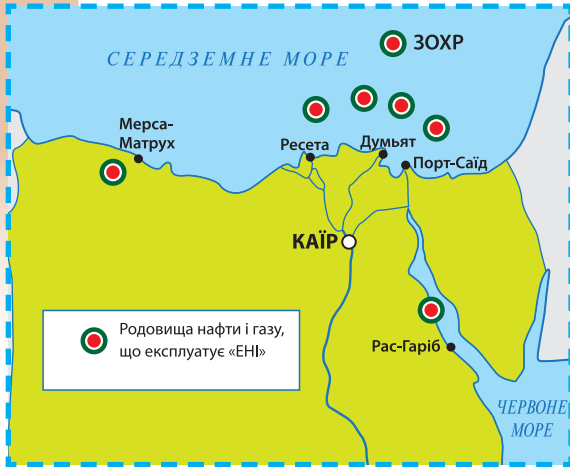 ЗОХР
СЕРЕДЗЕМНЕ МОРЕ
Мерса-
Матрух
Ресета
Думьят
Порт-Саїд
КАЇР
Родовища нафти і газу,
що експлуатує «ЕНІ»
Рас-Гаріб
ЧЕРВОНЕ
МОРЕ